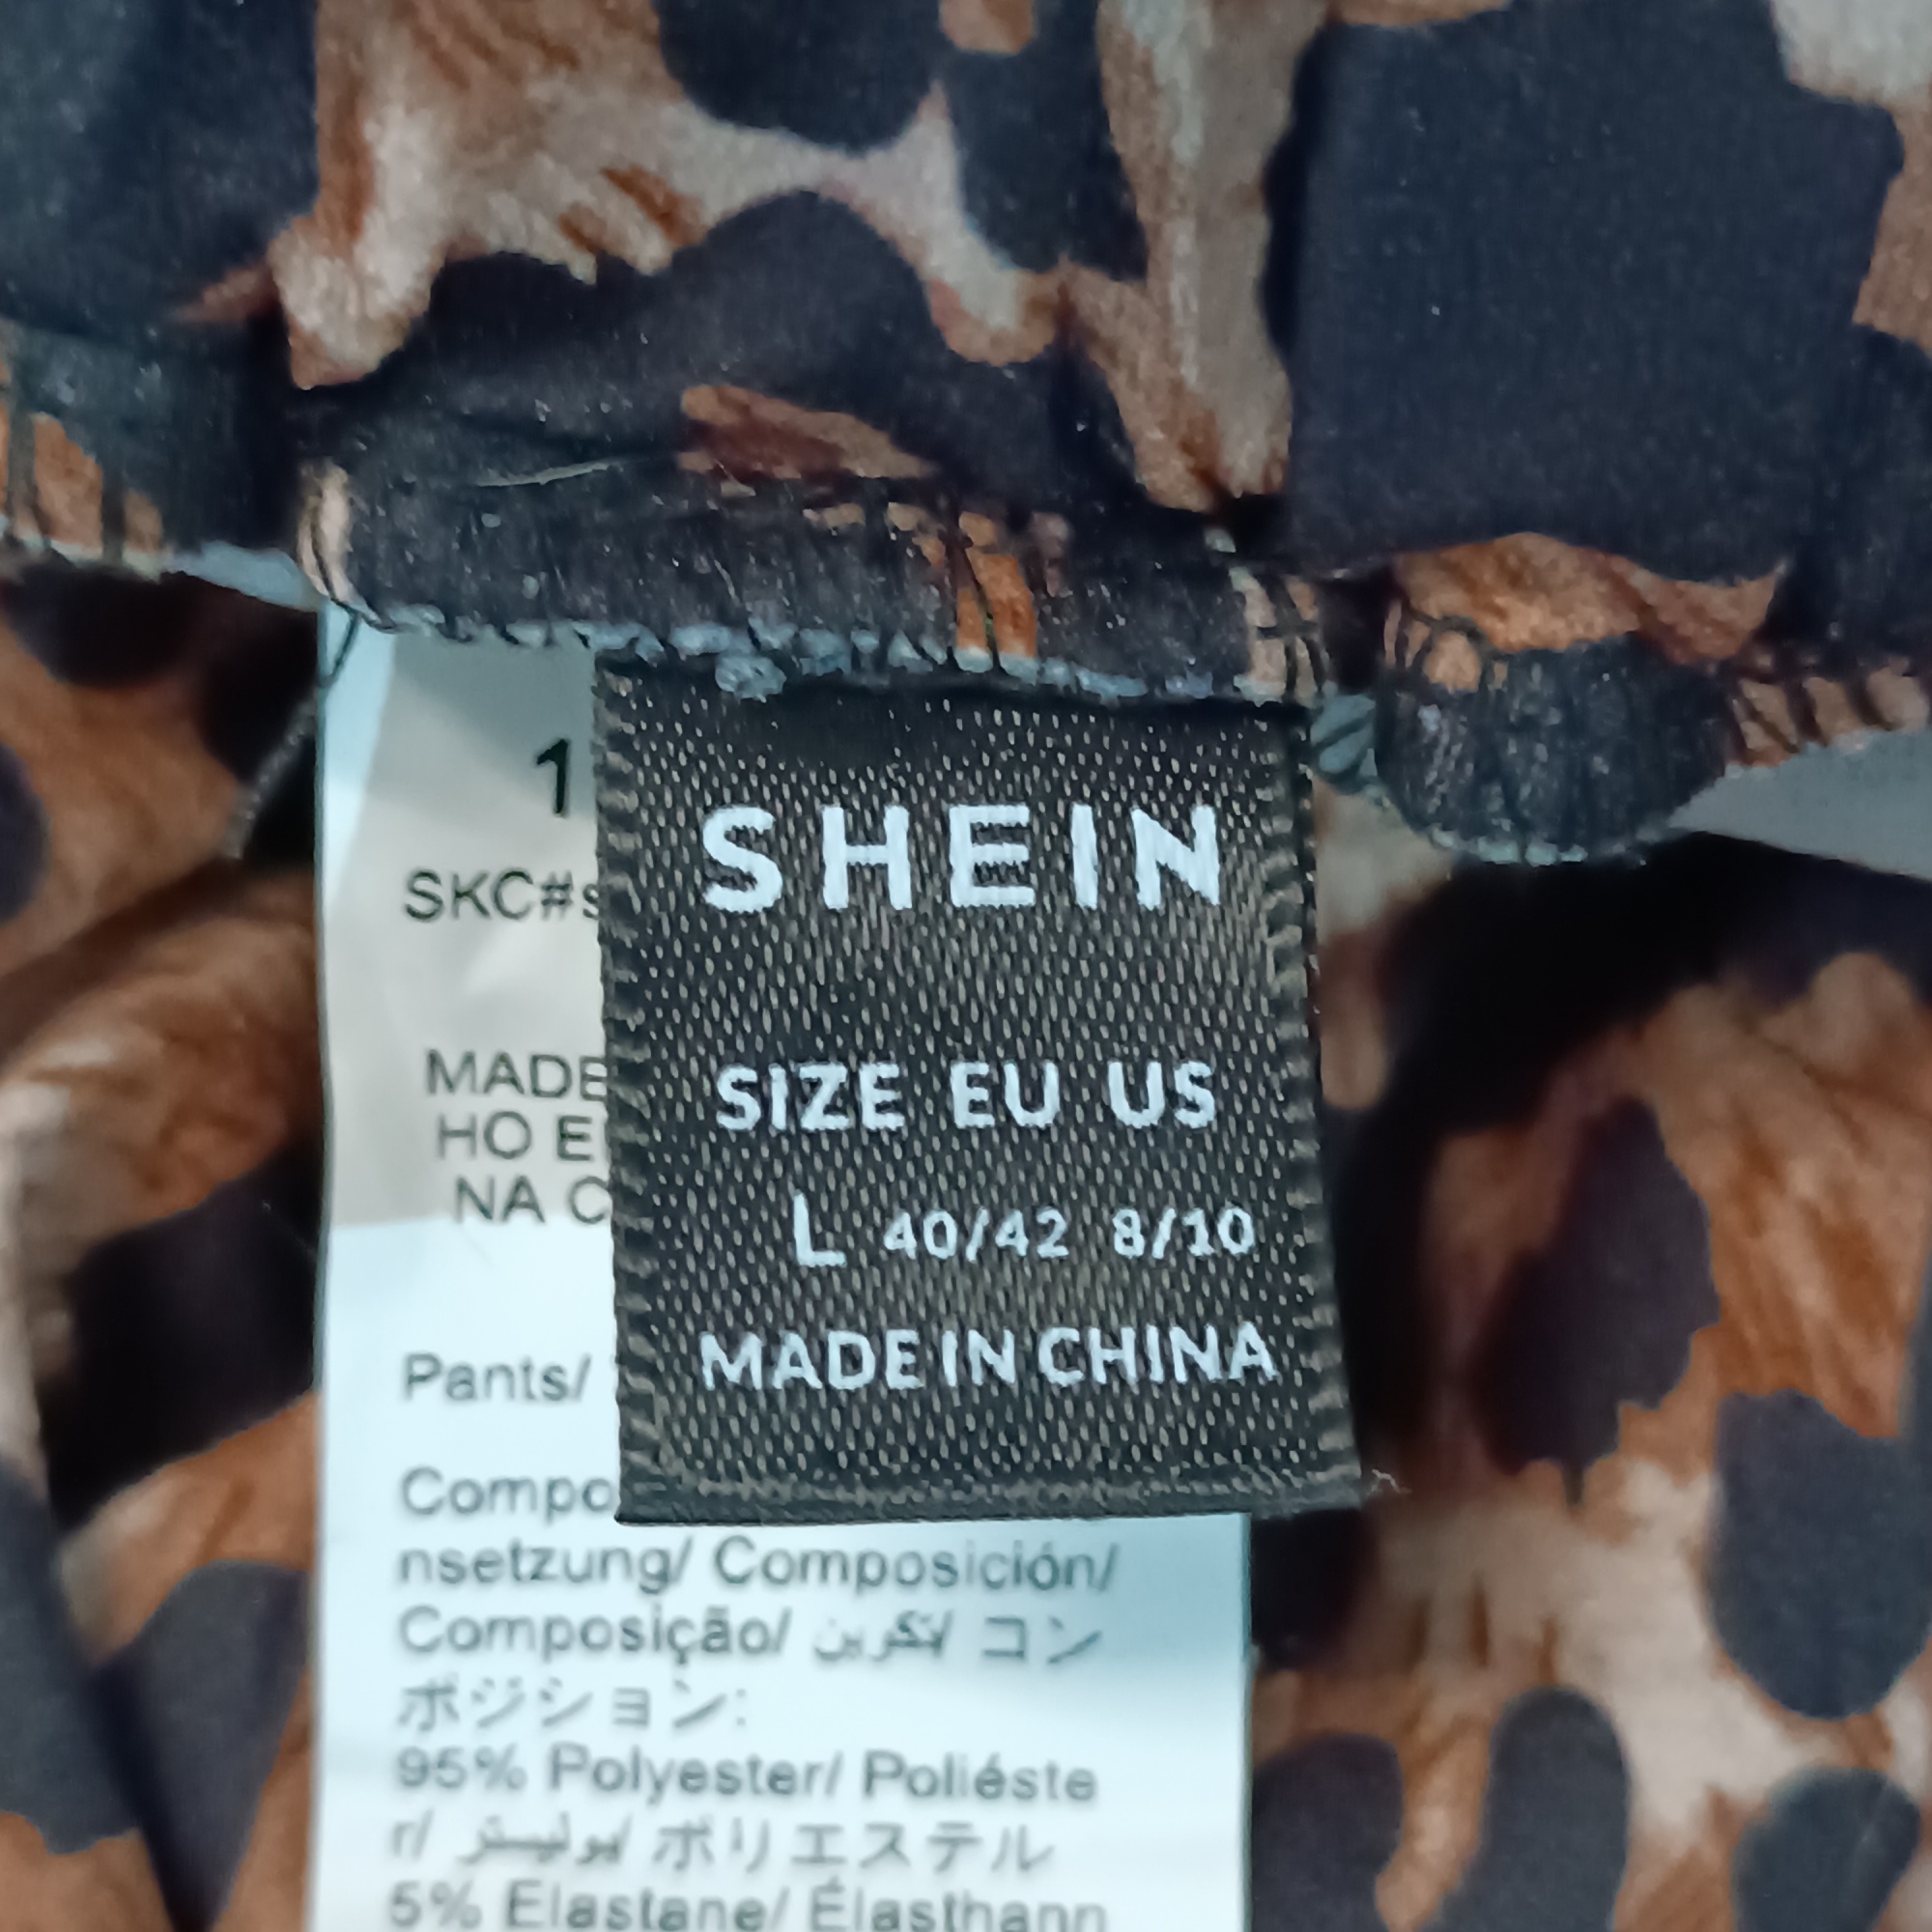 1
SKC#s
MADE
HO E
NA C
Pants/
Compo
nsetzung/ Composición/
Composição/ تكوين/ コン
ポジション:
95% Polyester/ Poliéste
r/ بوليستر/ ポリエステル
5% Elastane/ Élasthann
SHEIN
SIZE EU US
L 40/42 8/10
MADE IN CHINA